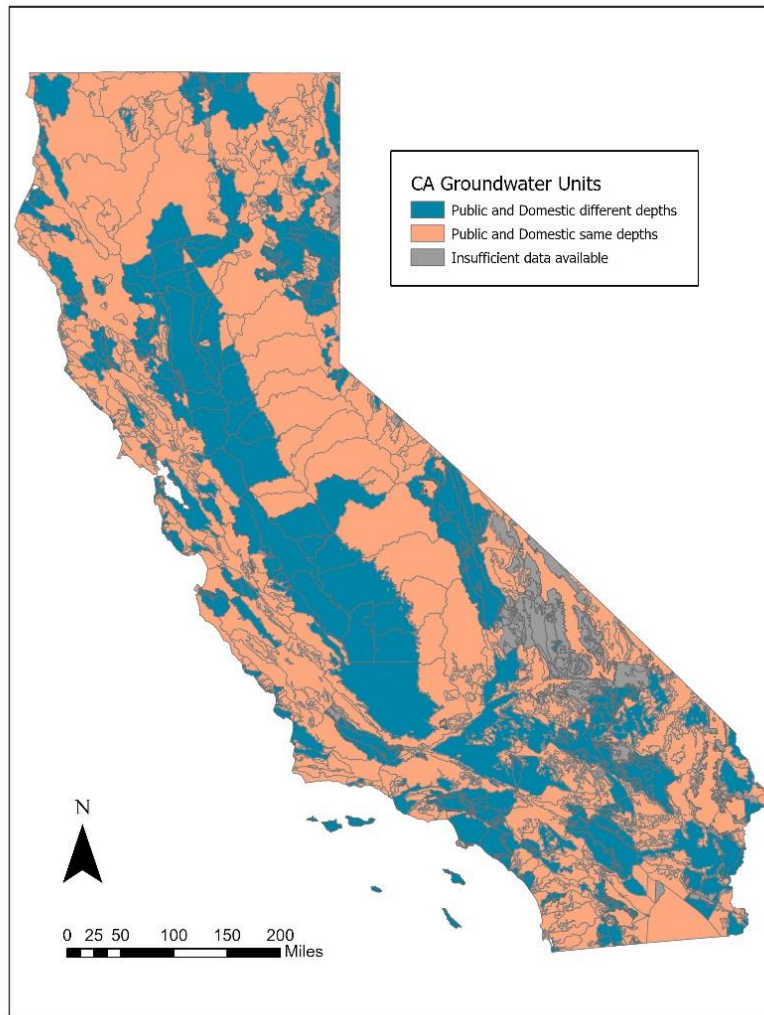 CA Groundwater Units
Public and Domestic different depths
Public and Domestic same depths
Insufficient data available
N
0 25 50 100 150 200
Miles